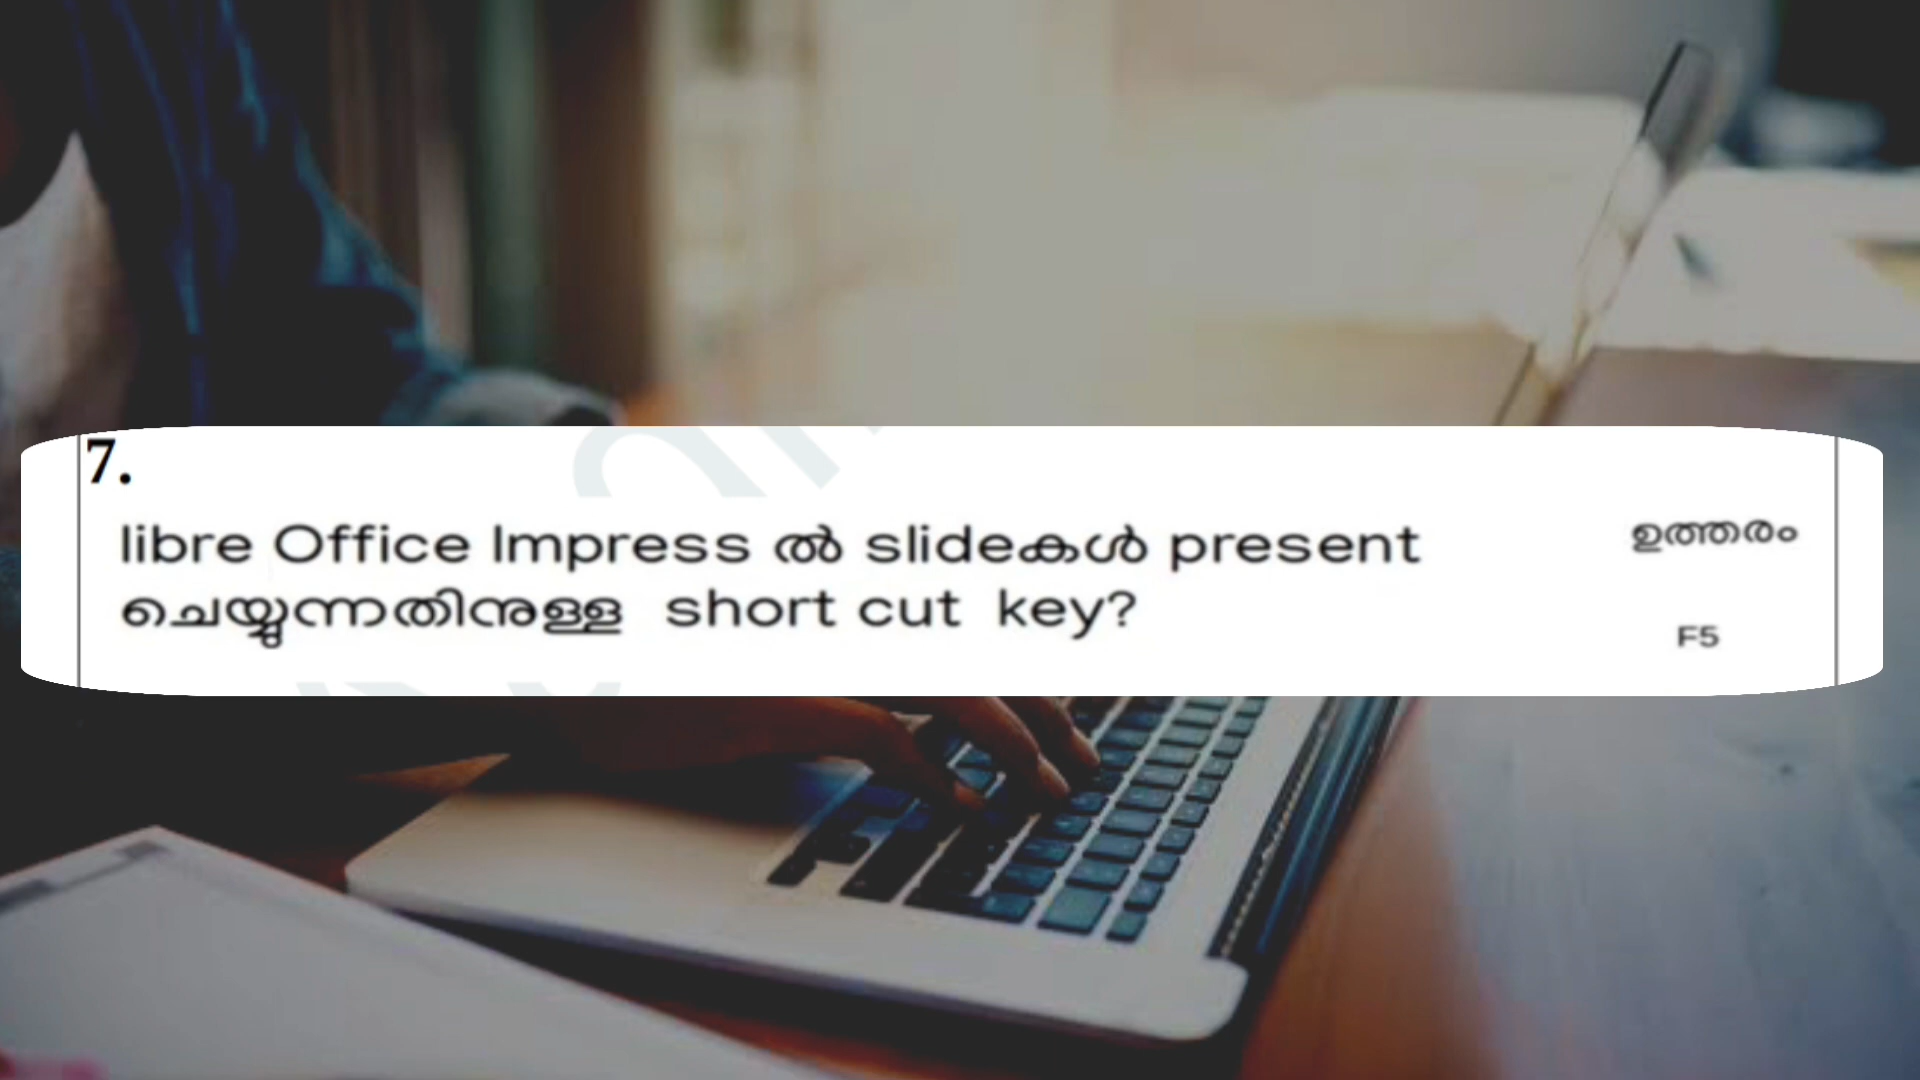 7.
libre Office Impress ൽ slideകൾ present
ചെയ്യുന്നതിനുള്ള short cut key?
ഉത്തരം
F5